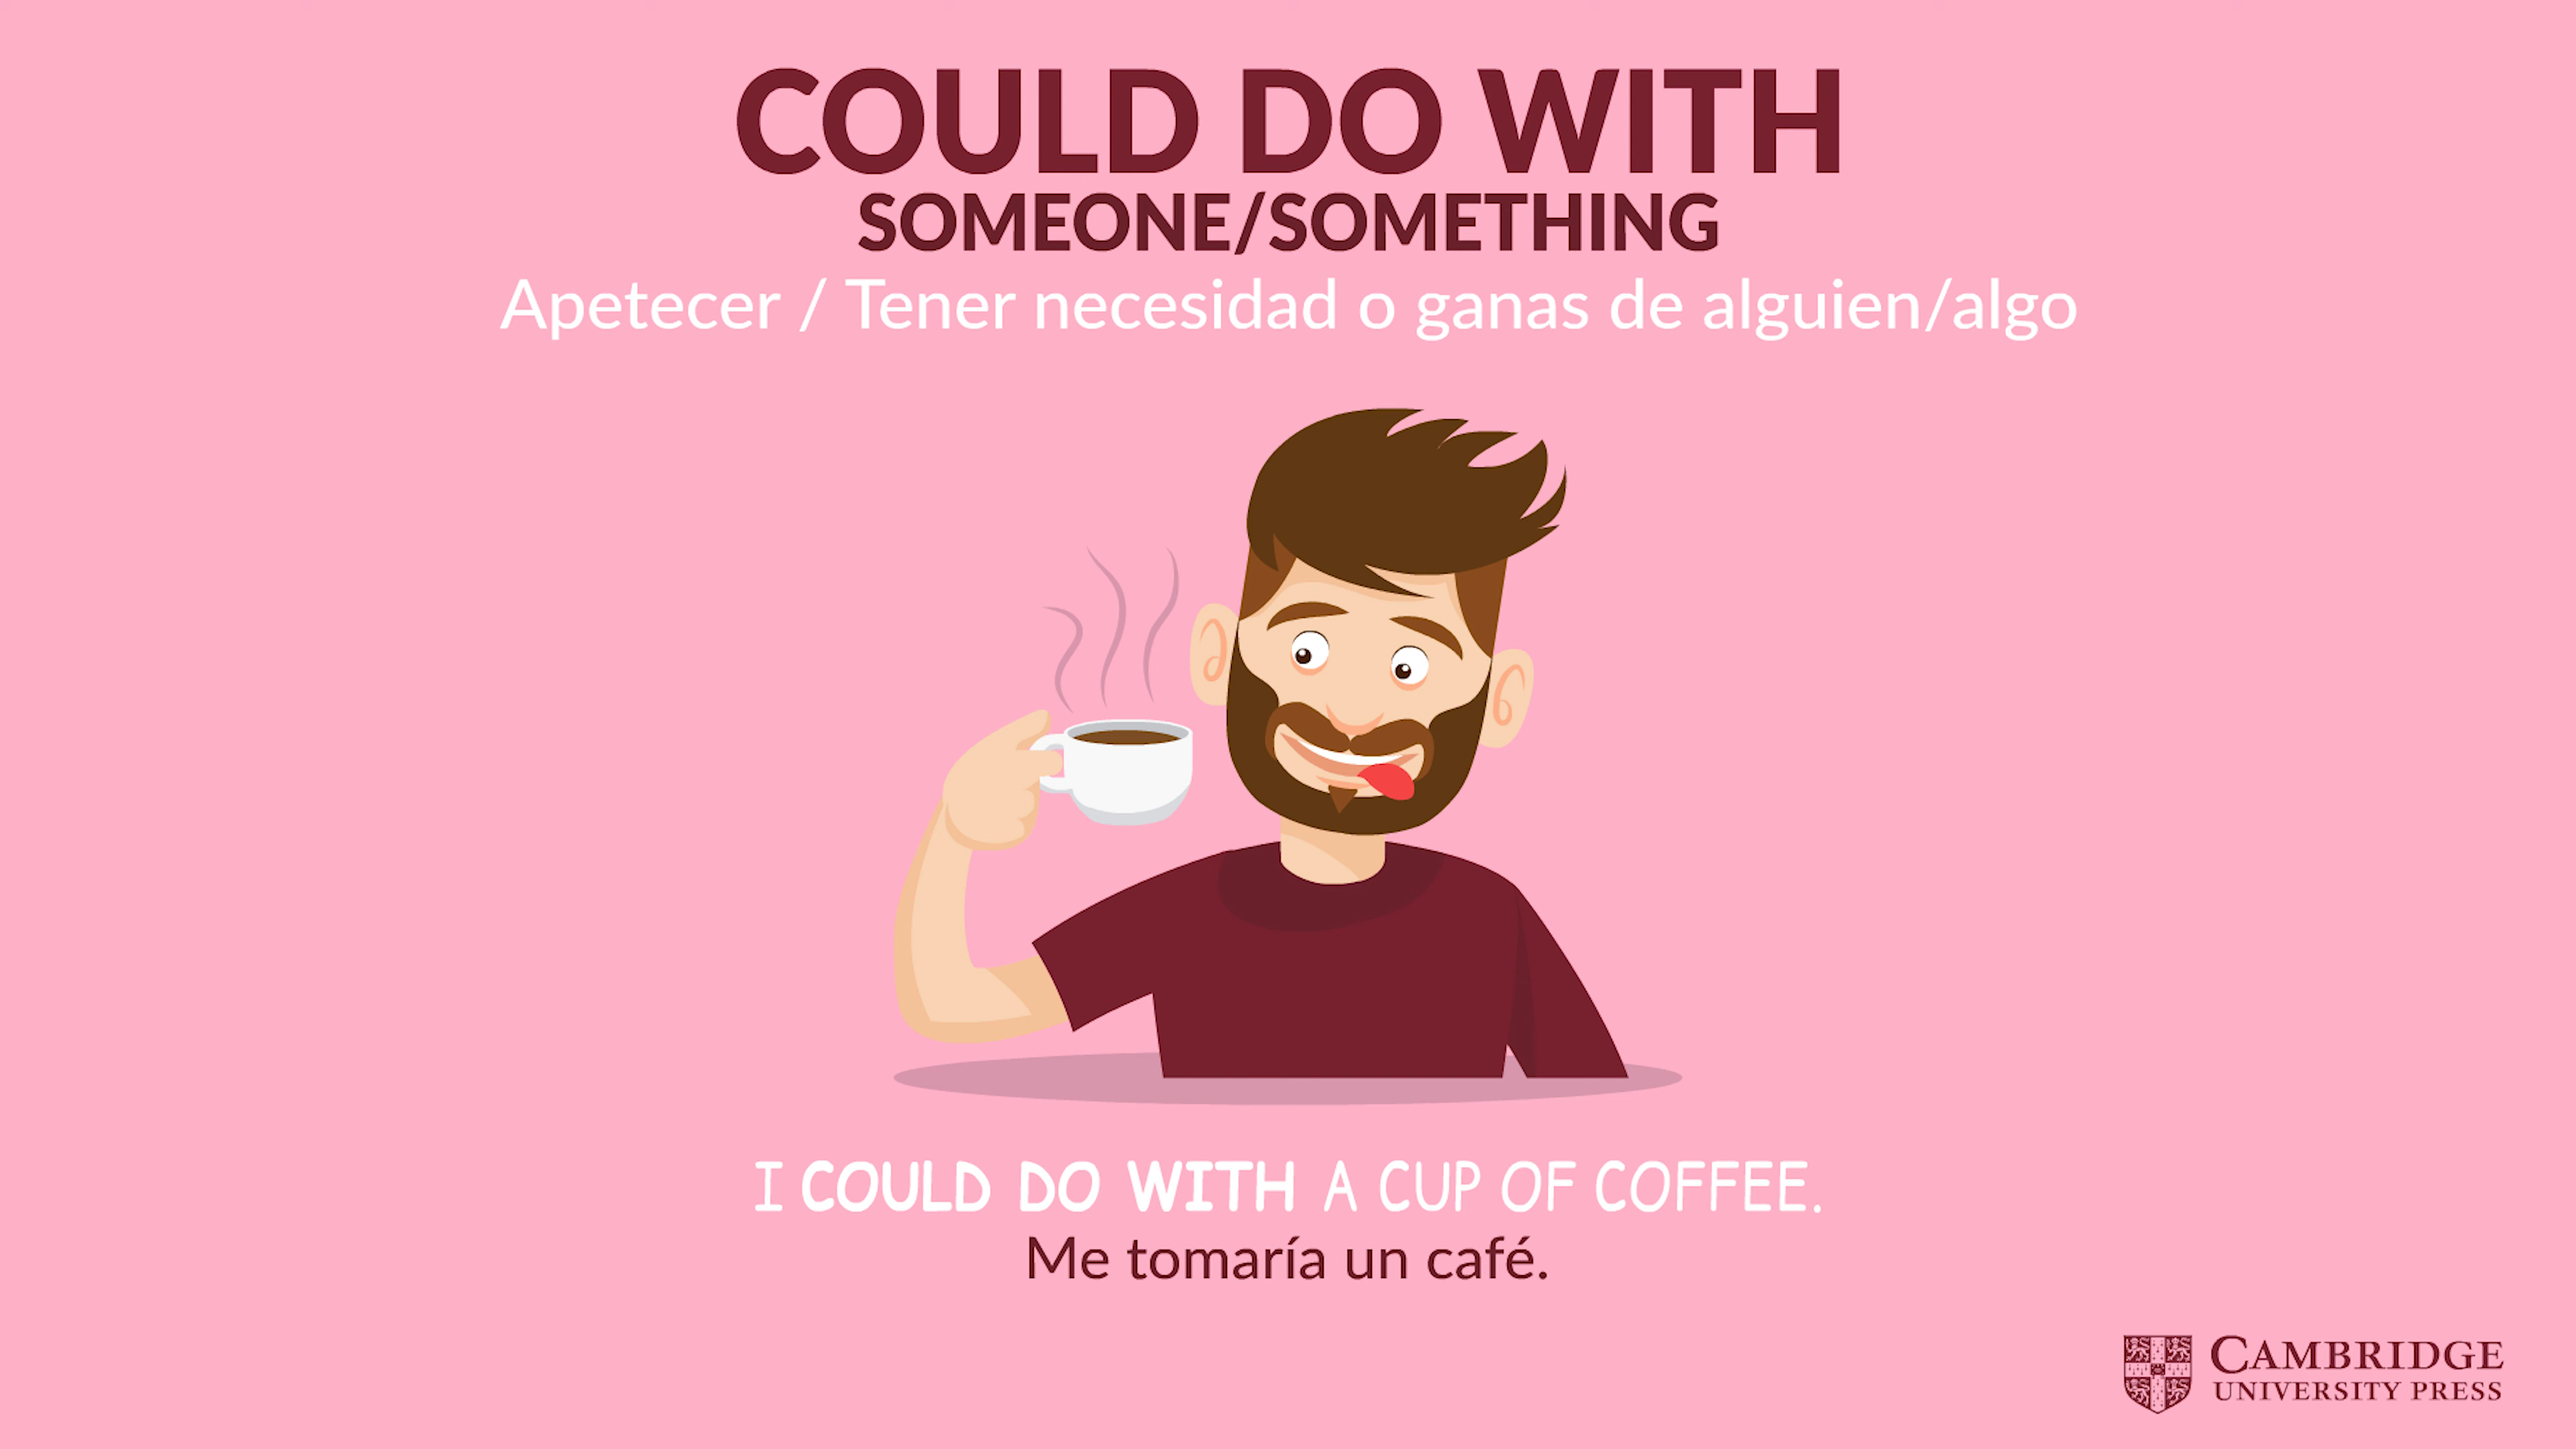 COULD DO WITH
SOMEONE/SOMETHING
Apetecer / Tener necesidad o ganas de alguien/algo
I COULD DO WITH A CUP OF COFFEE.
Me tomaría un café.
CAMBRIDGE
UNIVERSITY PRESS